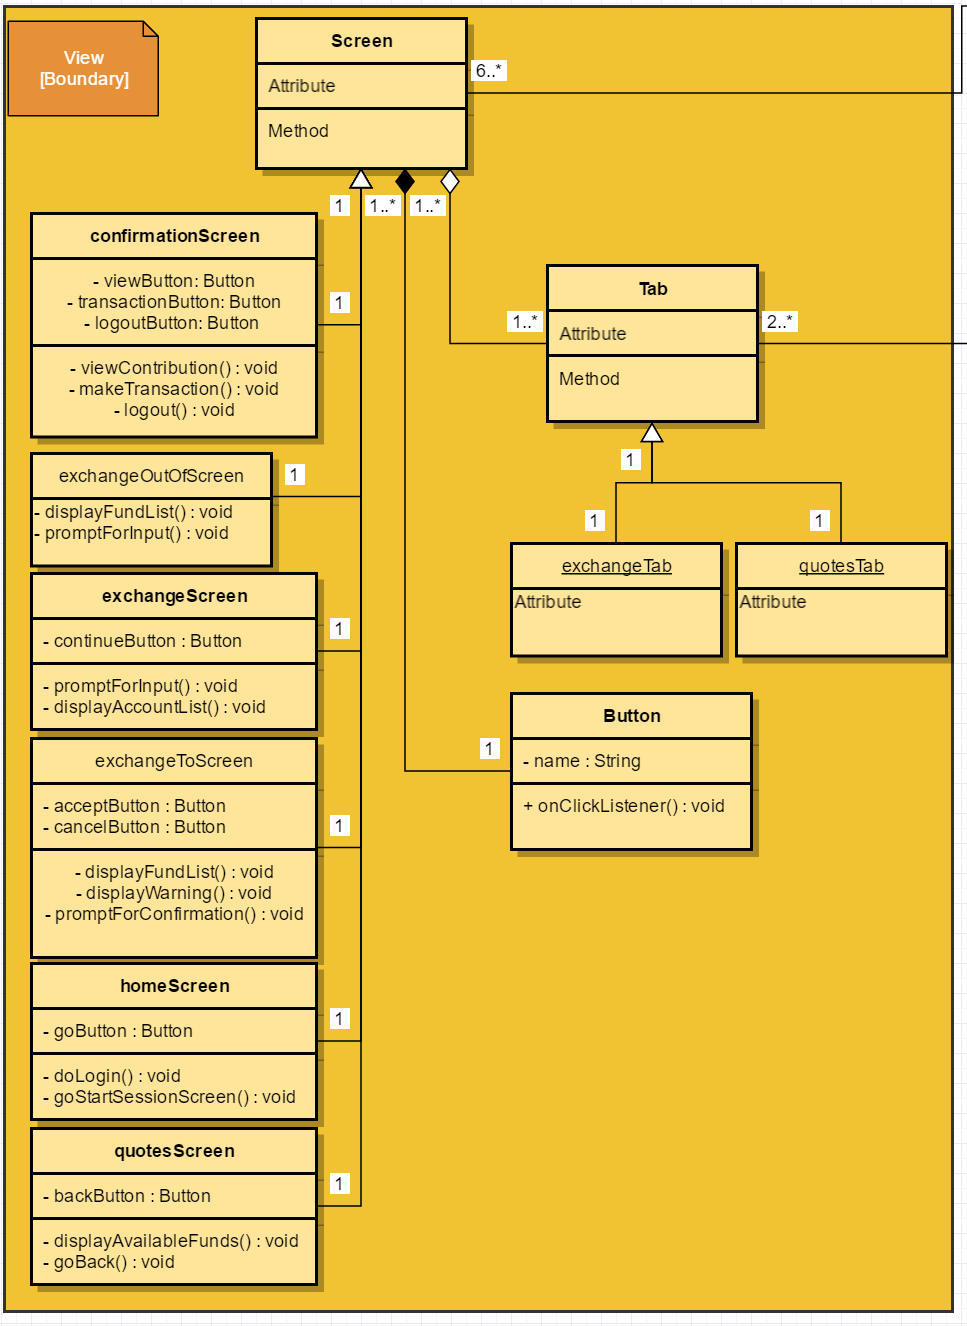 View
[Boundary]
Screen
Attribute
Method
6..*
1
1..*
1..*
confirmationScreen
- viewButton: Button
- transactionButton: Button
- logoutButton: Button
- viewContribution() : void
- makeTransaction() : void
- logout() : void
1
Tab
Attribute
Method
1..*
2..*
1
exchangeOutOfScreen
- displayFundList() : void
- promptForInput() : void
1
1
1
exchangeTab
Attribute
quotesTab
Attribute
exchangeScreen
- continueButton : Button
- promptForInput() : void
- displayAccountList() : void
1
Button
- name : String
+ onClickListener() : void
1
exchangeToScreen
- acceptButton : Button
- cancelButton : Button
- displayFundList() : void
- displayWarning() : void
- promptForConfirmation() : void
1
homeScreen
- goButton : Button
- doLogin() : void
- goStartSessionScreen() : void
1
quotesScreen
- backButton : Button
- displayAvailableFunds() : void
- goBack() : void
1